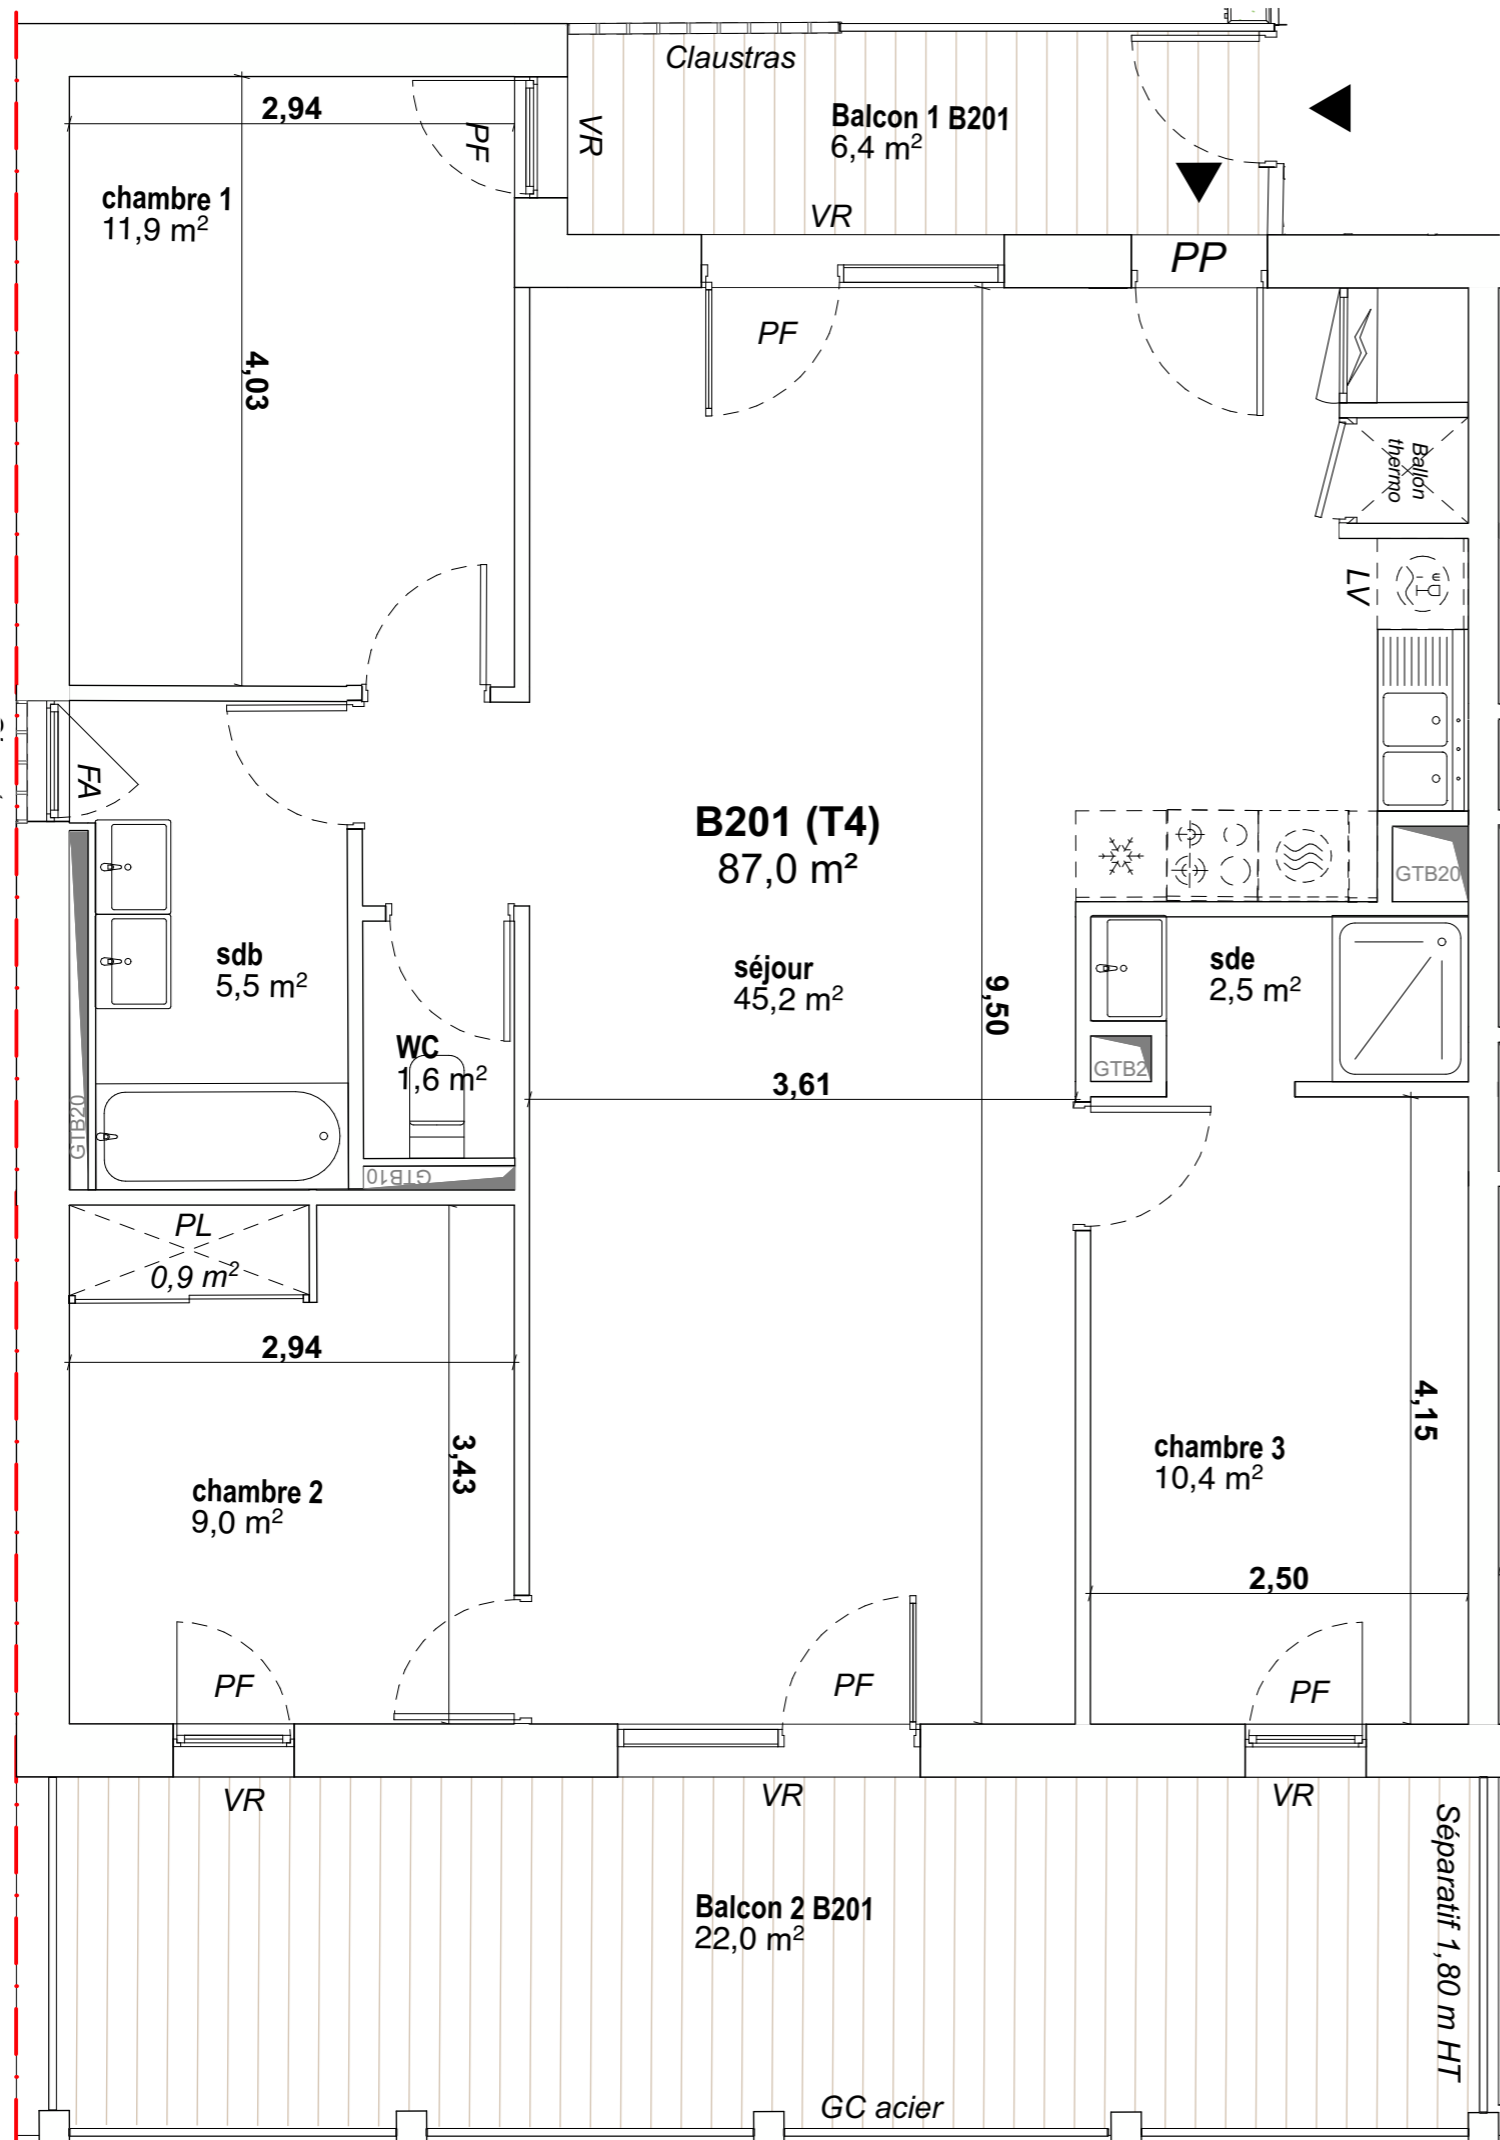 Claustras
2,94
PF
VR
Balcon 1 B201
6,4 m²
chambre 1
11,9 m²
VR
PP
PF
4,03
Ballon
thermo
LV
FA
B201 (T4)
87,0 m²
GTB20
sdb
5,5 m²
séjour
45,2 m²
9,50
sde
2,5 m²
WC
1,6 m²
GTB2
3,61
GTB20
GTB10
PL
0,9 m²
2,94
3,43
4,15
chambre 3
10,4 m²
chambre 2
9,0 m²
2,50
PF
PF
PF
VR
VR
VR
Séparatif 1,80 m HT
Balcon 2 B201
22,0 m²
GC acier